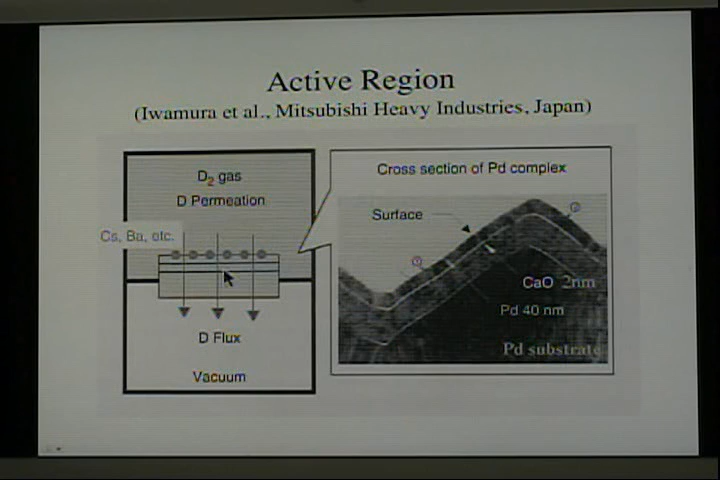 Active Region
(Iwamura et al., Mitsubishi Heavy Industries, Japan)
D2 gas
D Permeation
Cs, Ba, etc.
D Flux
Vacuum
Cross section of Pd complex
Surface
CaO 2nm
Pd 40 nm
Pd substrate